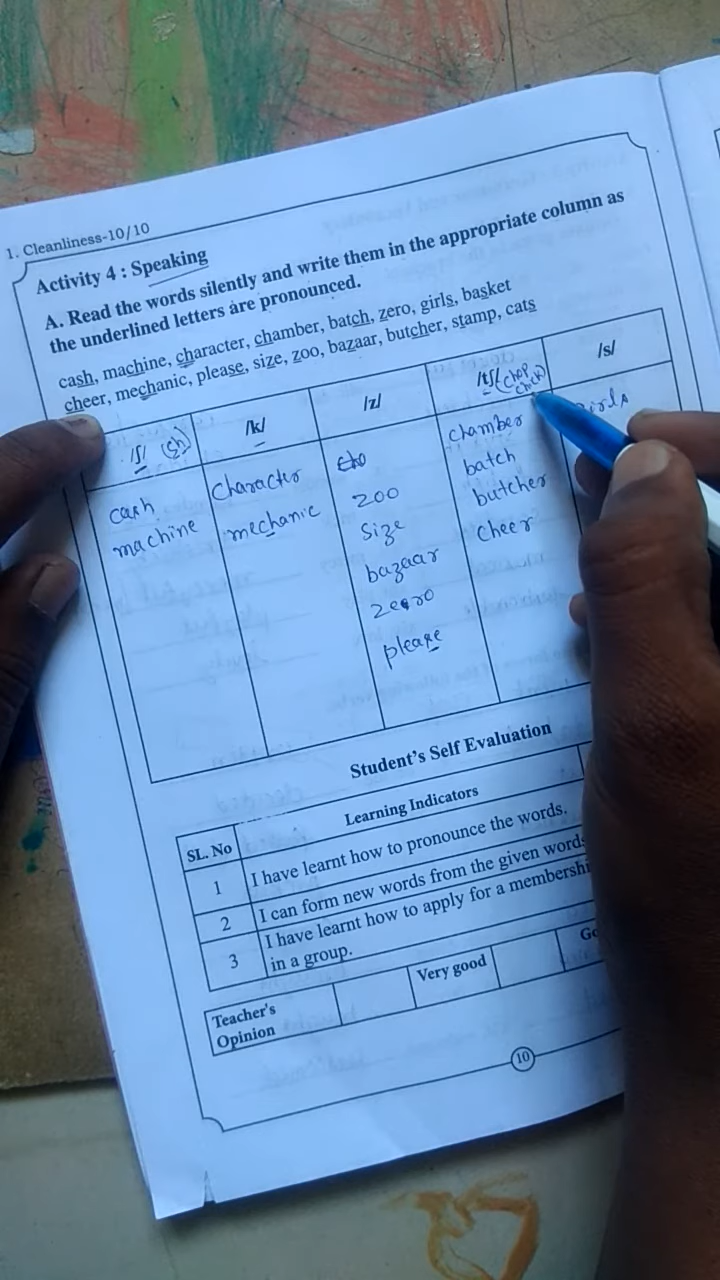 1. Cleanliness-10/10
Activity 4 : Speaking
A. Read the words silently and write them in the appropriate column as
the underlined letters are pronounced.
cash, machine, character, chamber, batch, zero, girls, basket
cheer, mechanic, please, size, zoo, bazaar, butcher, stamp, cats
/ʃ/ (sh) /k/ /z/ /tʃ/ (chop check) /s/
cash Character zoo chamber
machine mechanic size batch
bazaar butcher
zero cheer
please
Student's Self Evaluation
SL. No Learning Indicators
1 I have learnt how to pronounce the words.
2 I can form new words from the given words
3 I have learnt how to apply for a membershi
in a group.
Teacher's Opinion Very good
10